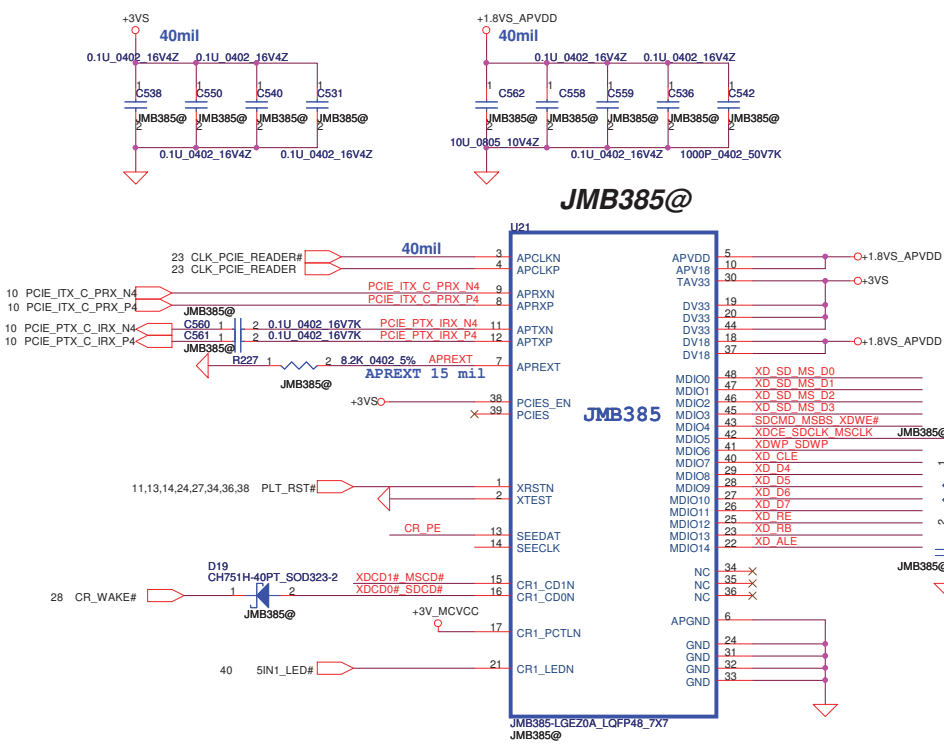 +3VS
40mil
0.1U_0402_16V4Z 0.1U_0402_16V4Z
1 1 1 1
C538 C550 C540 C531
JMB385@ JMB385@ JMB385@ JMB385@
2 2 2 2
0.1U_0402_16V4Z 0.1U_0402_16V4Z
+1.8VS_APVDD
40mil
0.1U_0402_16V4Z 0.1U_0402_16V4Z
1 1 1 1 1
C562 C558 C559 C536 C542
JMB385@ JMB385@ JMB385@ JMB385@ JMB385@
2 2 2 2 2
10U_0805_10V4Z 0.1U_0402_16V4Z 1000P_0402_50V7K
JMB385@
U21
40mil
23 CLK_PCIE_READER# 3 APCLKN
23 CLK_PCIE_READER 4 APCLKP
10 PCIE_ITX_C_PRX_N4 PCIE_ITX_C_PRX_N4 9 APRXN
10 PCIE_ITX_C_PRX_P4 PCIE_ITX_C_PRX_P4 8 APRXP
JMB385@
10 PCIE_PTX_C_IRX_N4 C560 1 2 0.1U_0402_16V7K PCIE_PTX_IRX_N4 11 APTXN
10 PCIE_PTX_C_IRX_P4 C561 1 2 0.1U_0402_16V7K PCIE_PTX_IRX_P4 12 APTXP
JMB385@
R227 1 2 8.2K_0402_5% APREXT 7 APREXT
APREXT 15 mil
JMB385@
+3VS 38 PCIES_EN
39 PCIES
JMB385
11,13,14,24,27,34,36,38 PLT_RST# 1 XRSTN
2 XTEST
CR_PE 13 SEEDAT
14 SEECLK
D19
CH751H-40PT_SOD323-2
XDCD1#_MSCD# 15 CR1_CD1N
28 CR_WAKE# 1 2 XDCD0#_SDCD# 16 CR1_CD0N
JMB385@
+3V_MCVCC
17 CR1_PCTLN
40 5IN1_LED# 21 CR1_LEDN
APVDD 5 +1.8VS_APVDD
APV18 10
TAV33 30 +3VS
DV33 19
DV33 20
DV33 44
DV18 18 +1.8VS_APVDD
DV18 37
MDIO0 48 XD_SD_MS_D0
MDIO1 47 XD_SD_MS_D1
MDIO2 46 XD_SD_MS_D2
MDIO3 45 XD_SD_MS_D3
MDIO4 43 SDCMD_MSBS_XDWE#
MDIO5 42 XDCE_SDCLK_MSCLK JMB385@
MDIO6 41 XDWP_SDWP
MDIO7 40 XD_CLE
MDIO8 29 XD_D4
MDIO9 28 XD_D5
MDIO10 27 XD_D6
MDIO11 26 XD_D7
MDIO12 25 XD_RE
MDIO13 23 XD_RB
MDIO14 22 XD_ALE
JMB385@
NC 34
NC 35
NC 36
APGND 6
GND 24
GND 31
GND 32
GND 33
JMB385-LGEZ0A_LQFP48_7X7
JMB385@